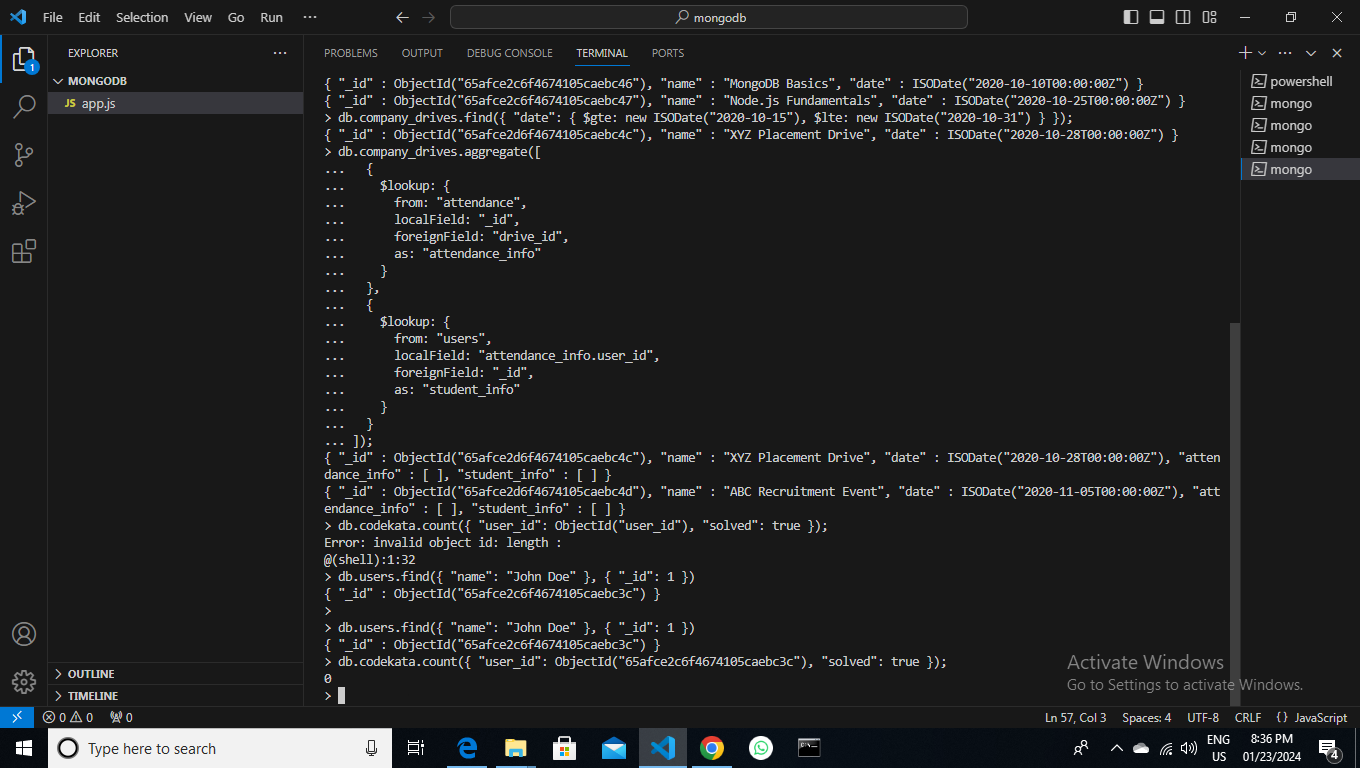 File Edit Selection View Go Run ··· mongodb
EXPLORER ···
MONGODB
JS app.js
OUTLINE
TIMELINE
PROBLEMS OUTPUT DEBUG CONSOLE TERMINAL PORTS
{ "_id" : ObjectId("65afce2c6f4674105caebc46"), "name" : "MongoDB Basics", "date" : ISODate("2020-10-10T00:00:00Z") }
{ "_id" : ObjectId("65afce2c6f4674105caebc47"), "name" : "Node.js Fundamentals", "date" : ISODate("2020-10-25T00:00:00Z") }
> db.company_drives.find({ "date": { $gte: new ISODate("2020-10-15"), $lte: new ISODate("2020-10-31") } });
{ "_id" : ObjectId("65afce2d6f4674105caebc4c"), "name" : "XYZ Placement Drive", "date" : ISODate("2020-10-28T00:00:00Z") }
> db.company_drives.aggregate([
...   {
...     $lookup: {
...       from: "attendance",
...       localField: "_id",
...       foreignField: "drive_id",
...       as: "attendance_info"
...     }
...   },
...   {
...     $lookup: {
...       from: "users",
...       localField: "attendance_info.user_id",
...       foreignField: "_id",
...       as: "student_info"
...     }
...   }
... ]);
{ "_id" : ObjectId("65afce2d6f4674105caebc4c"), "name" : "XYZ Placement Drive", "date" : ISODate("2020-10-28T00:00:00Z"), "atten
dance_info" : [ ], "student_info" : [ ] }
{ "_id" : ObjectId("65afce2d6f4674105caebc4d"), "name" : "ABC Recruitment Event", "date" : ISODate("2020-11-05T00:00:00Z"), "att
endance_info" : [ ], "student_info" : [ ] }
> db.codekata.count({ "user_id": ObjectId("user_id"), "solved": true });
Error: invalid object id: length :
@(shell):1:32
> db.users.find({ "name": "John Doe" }, { "_id": 1 })
{ "_id" : ObjectId("65afce2c6f4674105caebc3c") }
>
> db.users.find({ "name": "John Doe" }, { "_id": 1 })
{ "_id" : ObjectId("65afce2c6f4674105caebc3c") }
> db.codekata.count({ "user_id": ObjectId("65afce2c6f4674105caebc3c"), "solved": true });
0
>
powershell
mongo
mongo
mongo
mongo
1
Activate Windows
Go to Settings to activate Windows.
0 0 0 Ln 57, Col 3 Spaces: 4 UTF-8 CRLF {} JavaScript
Type here to search ENG 8:36 PM
US 01/23/2024 4